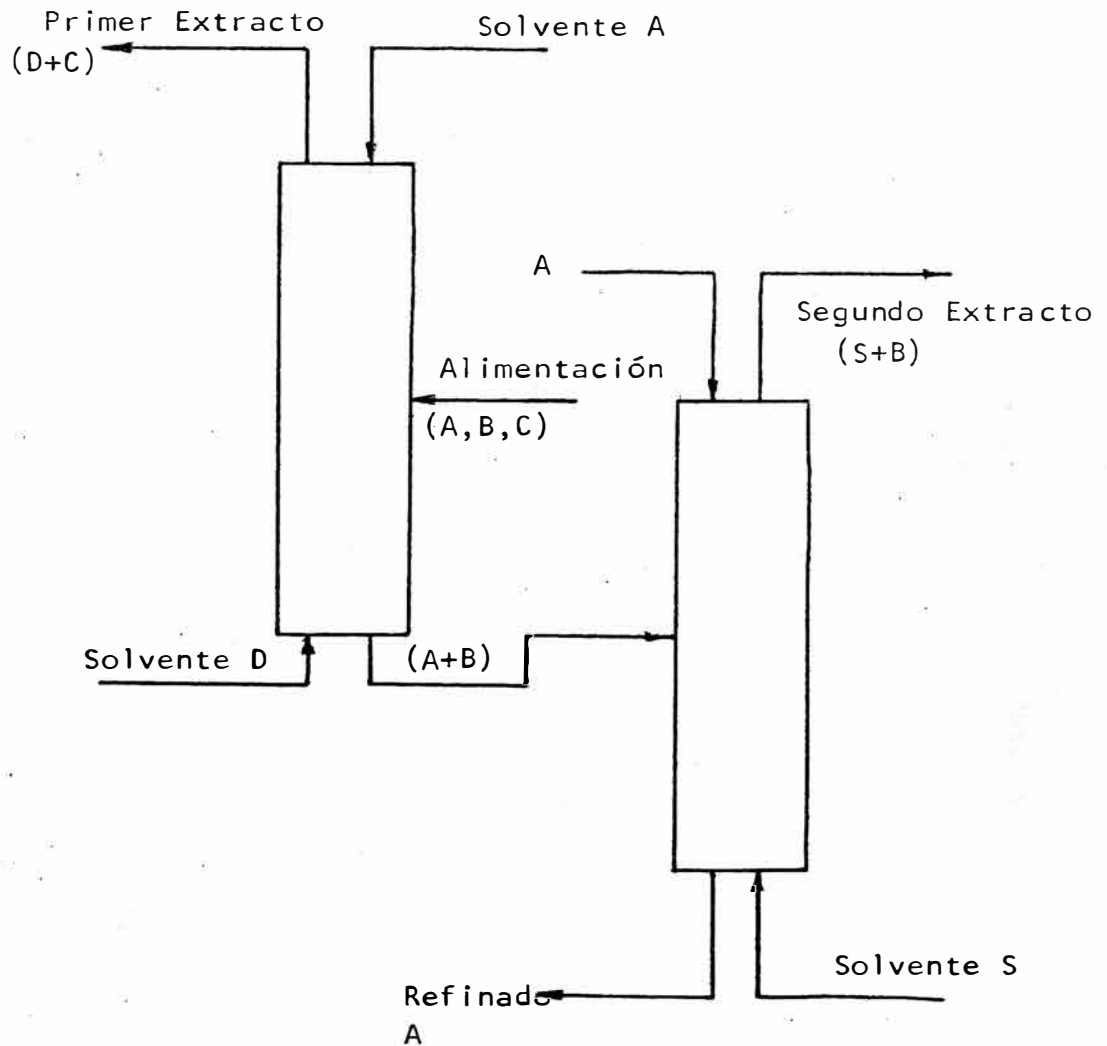 Primer Extracto
(D+C)
Solvente A
A
Segundo Extracto
(S+B)
Alimentación
(A,B,C)
Solvente D
(A+B)
Solvente S
Refinado
A